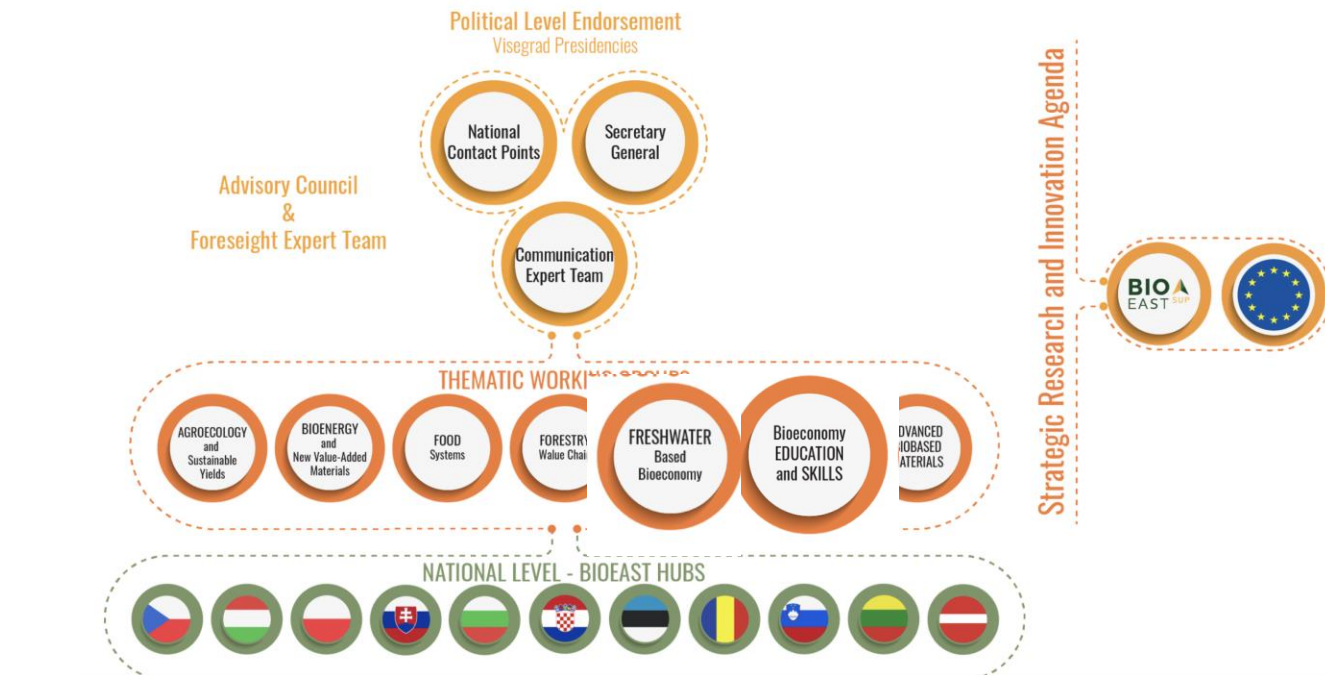 Political Level Endorsement
Visegrad Presidencies
National
Contact Points
Secretary
General
Advisory Council
&
Foreseight Expert Team
Communication
Expert Team
THEMATIC WORKI
AGROECOLOGY
and
Sustainable
Yields
BIOENERGY
and
New Value-Added
Materials
FOOD
Systems
FORESTRY
Walue Chai
FRESHWATER
Based
Bioeconomy
Bioeconomy
EDUCATION
and SKILLS
DVANCED
IOBASED
ATERIALS
NATIONAL LEVEL - BIOEAST HUBS
Strategic Research and Innovation Agenda
BIO
EAST SUP